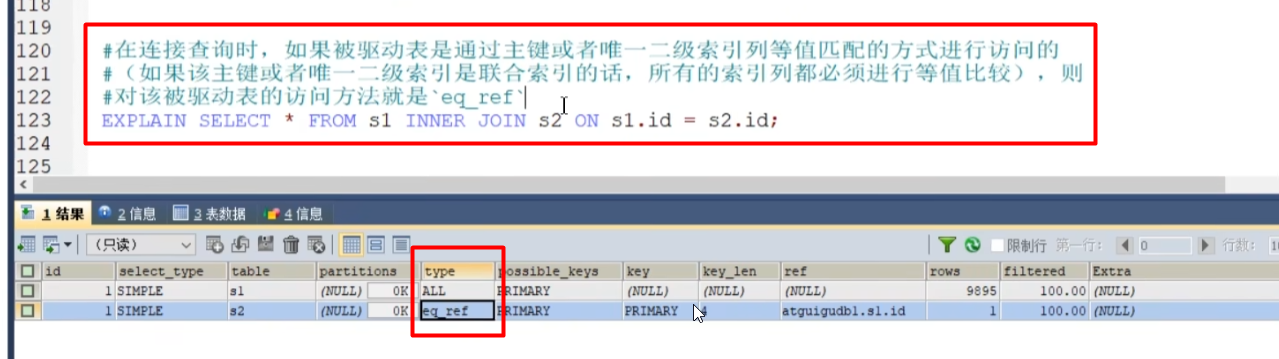 118
119
120 #在连接查询时，如果被驱动表是通过主键或者唯一二级索引列等值匹配的方式进行访问的
121 #（如果该主键或者唯一二级索引是联合索引的话，所有的索引列都必须进行等值比较），则
122 #对该被驱动表的访问方法就是`eq_ref`
123 EXPLAIN SELECT * FROM s1 INNER JOIN s2 ON s1.id = s2.id;
124
125
1 结果 2 信息 3 表数据 4 信息
（只读） 限制行 第一行: 0 行数:
id select_type table partitions type possible_keys key key_len ref rows filtered Extra
1 SIMPLE s1 (NULL) 0K ALL PRIMARY (NULL) (NULL) (NULL) 9895 100.00 (NULL)
1 SIMPLE s2 (NULL) 0K eq_ref PRIMARY PRIMARY atguigudb1.s1.id 1 100.00 (NULL)